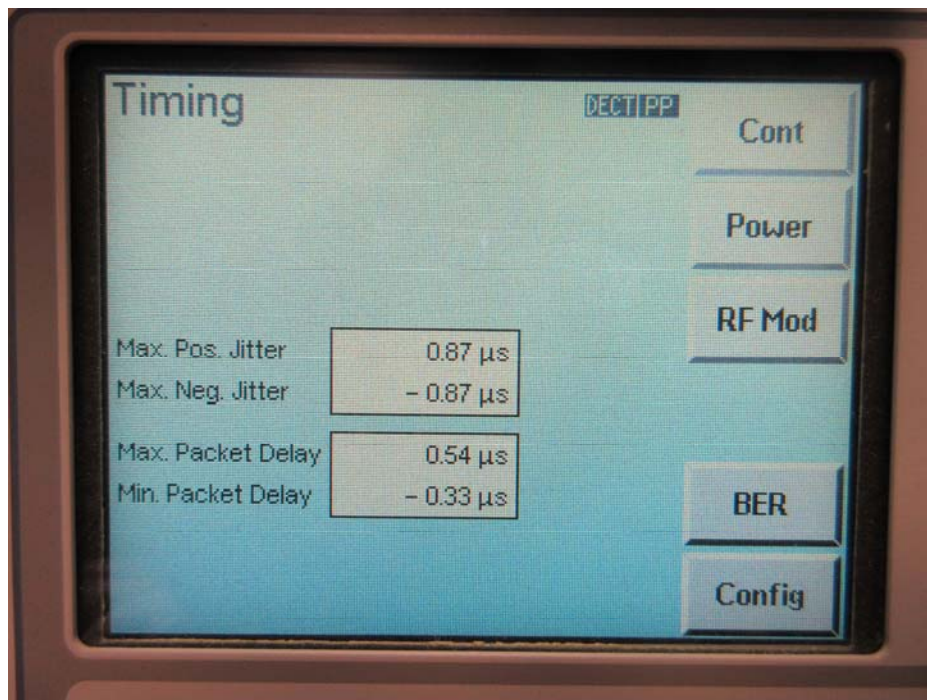 Timing
DECT PP
Cont
Power
RF Mod
Max. Pos. Jitter 0.87 µs
Max. Neg. Jitter – 0.87 µs
Max. Packet Delay 0.54 µs
Min. Packet Delay – 0.33 µs
BER
Config